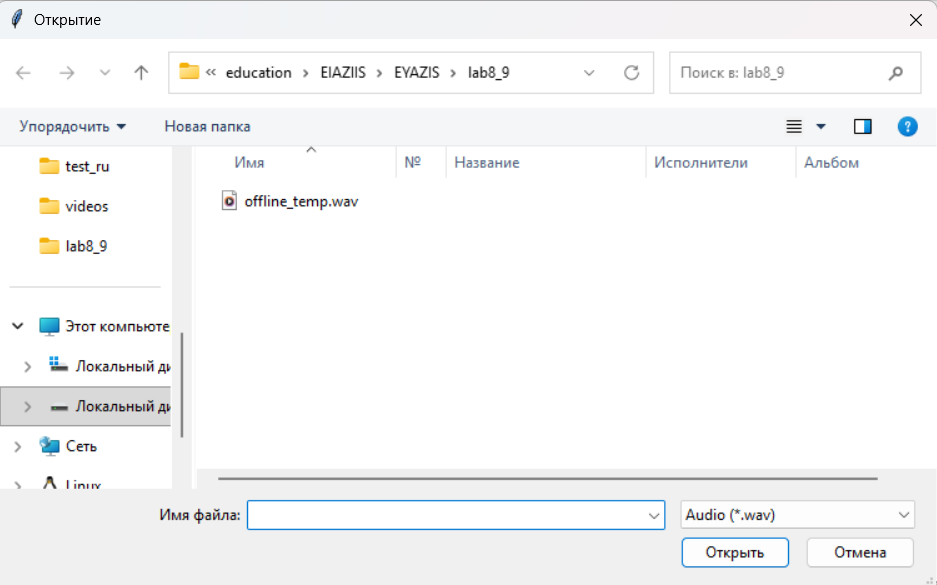 Открытие
« education > EIAZIIS > EYAZIS > lab8_9
Поиск в: lab8_9
Упорядочить
Новая папка
Имя
№
Название
Исполнители
Альбом
test_ru
videos
lab8_9
offline_temp.wav
Этот компьюте
Локальный ди
Локальный ди
Сеть
Linux
Имя файла:
Audio (*.wav)
Открыть
Отмена